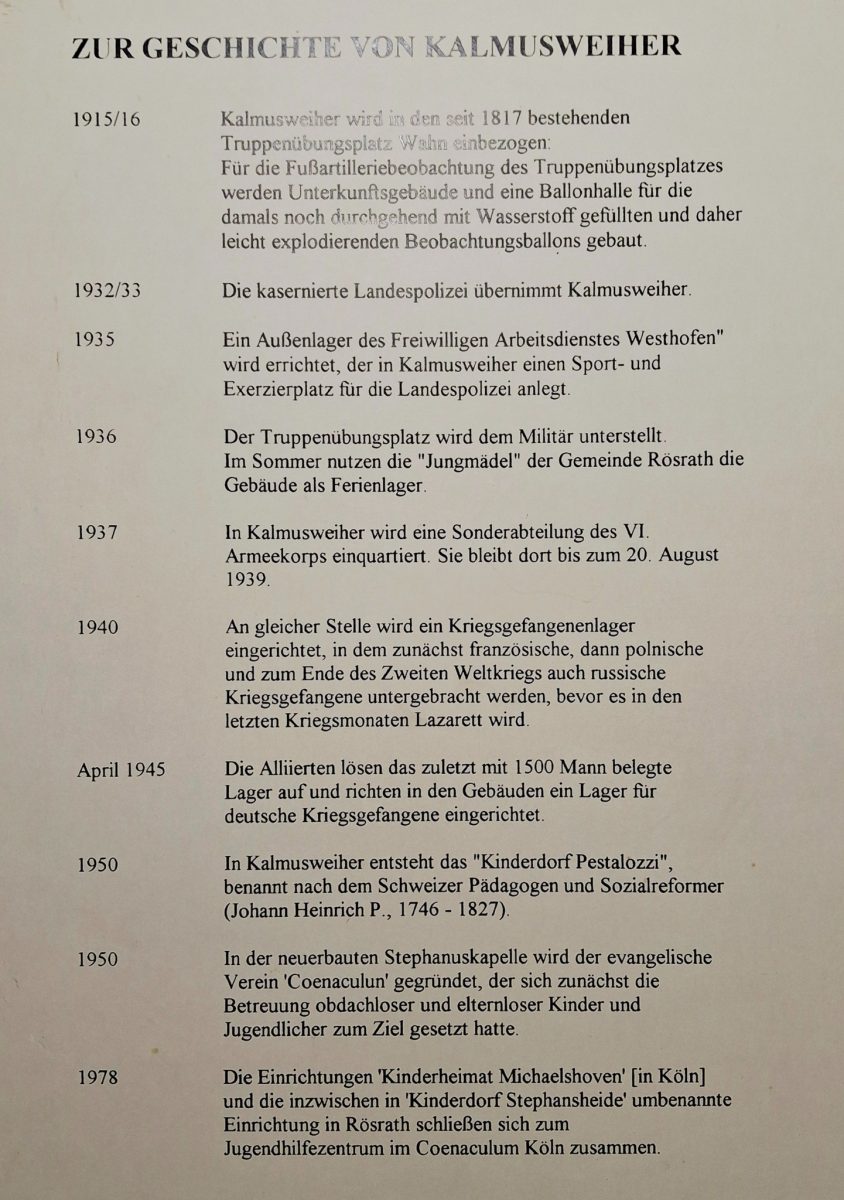 ZUR GESCHICHTE VON KALMUSWEIHER
1915/16 Kalmusweiher wird in den seit 1817 bestehenden
Truppenübungsplatz Wahn einbezogen:
Für die Fußartilleriebeobachtung des Truppenübungsplatzes
werden Unterkunftsgebäude und eine Ballonhalle für die
damals noch durchgehend mit Wasserstoff gefüllten und daher
leicht explodierenden Beobachtungsballons gebaut.
1932/33 Die kasernierte Landespolizei übernimmt Kalmusweiher.
1935 Ein Außenlager des Freiwilligen Arbeitsdienstes Westhofen"
wird errichtet, der in Kalmusweiher einen Sport- und
Exerzierplatz für die Landespolizei anlegt.
1936 Der Truppenübungsplatz wird dem Militär unterstellt.
Im Sommer nutzen die "Jungmädel" der Gemeinde Rösrath die
Gebäude als Ferienlager.
1937 In Kalmusweiher wird eine Sonderabteilung des VI.
Armeekorps einquartiert. Sie bleibt dort bis zum 20. August
1939.
1940 An gleicher Stelle wird ein Kriegsgefangenenlager
eingerichtet, in dem zunächst französische, dann polnische
und zum Ende des Zweiten Weltkriegs auch russische
Kriegsgefangene untergebracht werden, bevor es in den
letzten Kriegsmonaten Lazarett wird.
April 1945 Die Alliierten lösen das zuletzt mit 1500 Mann belegte
Lager auf und richten in den Gebäuden ein Lager für
deutsche Kriegsgefangene eingerichtet.
1950 In Kalmusweiher entsteht das "Kinderdorf Pestalozzi",
benannt nach dem Schweizer Pädagogen und Sozialreformer
(Johann Heinrich P., 1746 - 1827).
1950 In der neuerbauten Stephanuskapelle wird der evangelische
Verein 'Coenaculun' gegründet, der sich zunächst die
Betreuung obdachloser und elternloser Kinder und
Jugendlicher zum Ziel gesetzt hatte.
1978 Die Einrichtungen 'Kinderheimat Michaelshoven' [in Köln]
und die inzwischen in 'Kinderdorf Stephansheide' umbenannte
Einrichtung in Rösrath schließen sich zum
Jugendhilfezentrum im Coenaculum Köln zusammen.